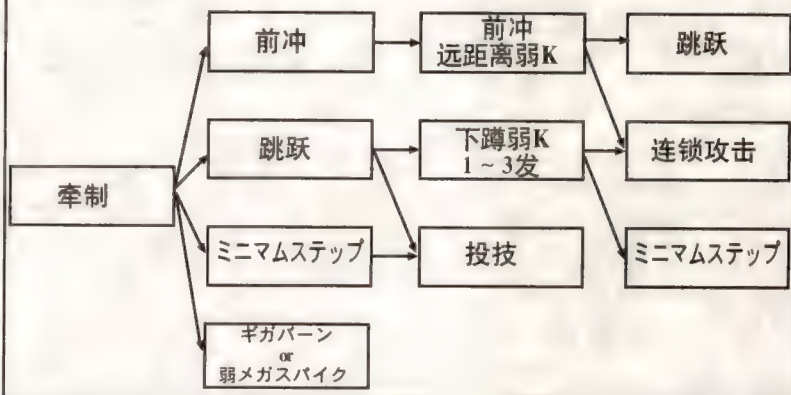 前冲
前冲
远距离弱K
跳跃
跳跃
下蹲弱K
1～3发
连锁攻击
牵制
ミニマムステップ
投技
ミニマムステップ
ギガバーン
or
弱メガスパイク